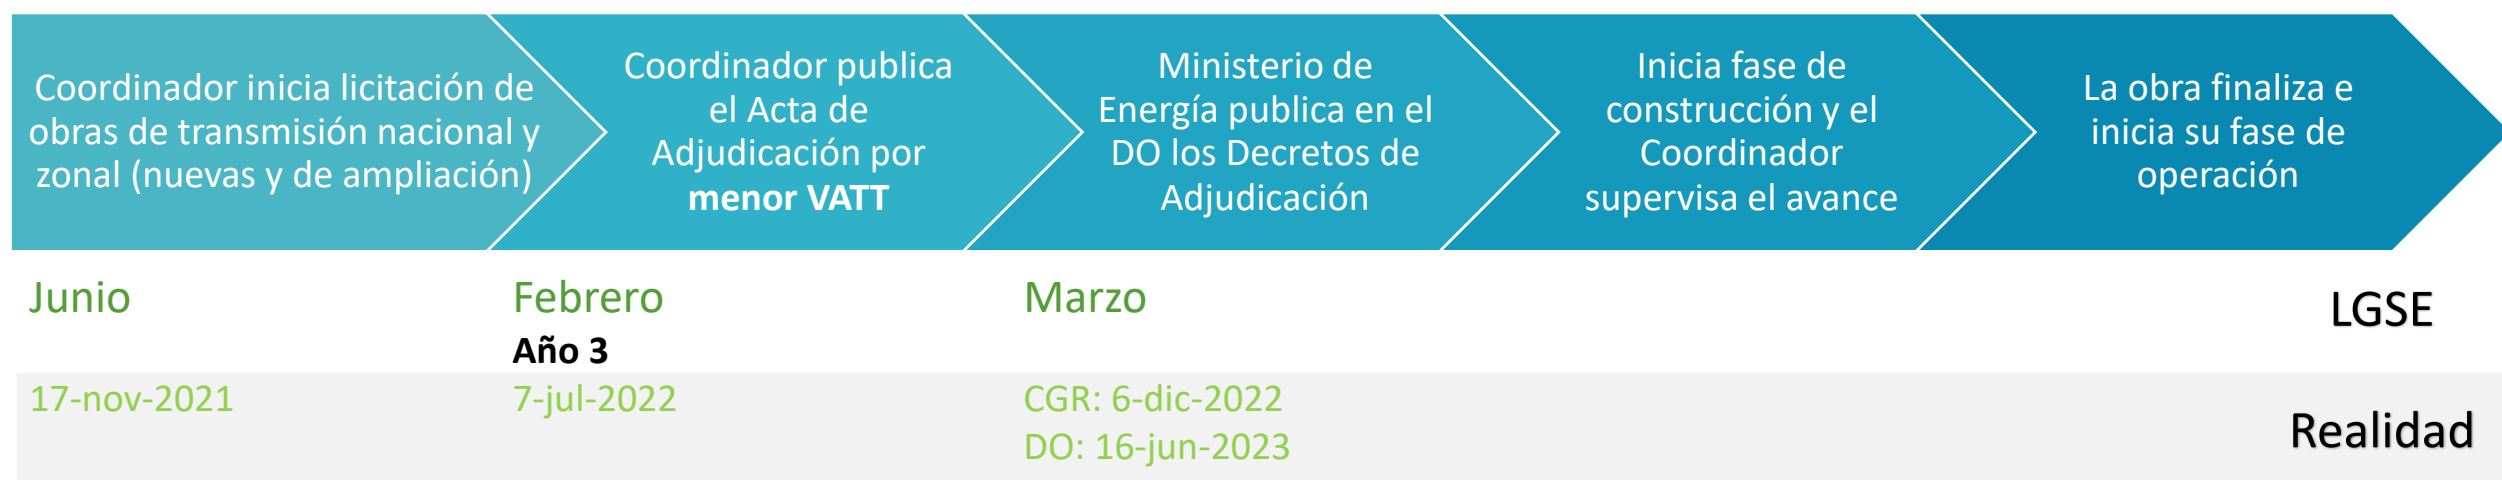 Coordinador inicia licitación de
obras de transmisión nacional y
zonal (nuevas y de ampliación)
Coordinador publica
el Acta de
Adjudicación por
menor VATT
Ministerio de
Energía publica en el
DO los Decretos de
Adjudicación
Inicia fase de
construcción y el
Coordinador
supervisa el avance
La obra finaliza e
inicia su fase de
operación
Junio
Febrero
Año 3
Marzo
LGSE
17-nov-2021
7-jul-2022
CGR: 6-dic-2022
DO: 16-jun-2023
Realidad